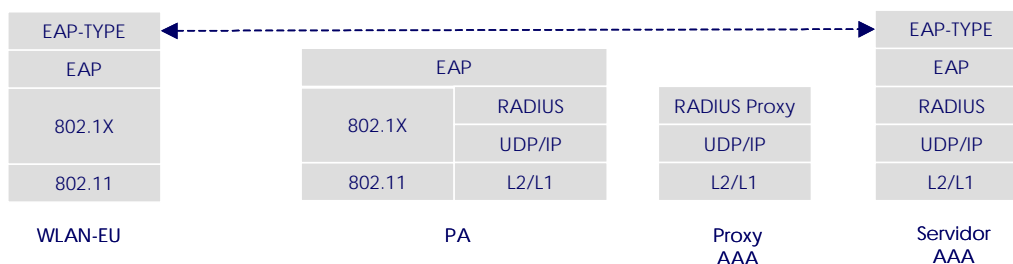 EAP-TYPE
EAP-TYPE
EAP
EAP
EAP
802.1X
802.1X
RADIUS
RADIUS Proxy
RADIUS
UDP/IP
UDP/IP
UDP/IP
802.11
802.11
L2/L1
L2/L1
L2/L1
WLAN-EU
PA
Proxy
AAA
Servidor
AAA